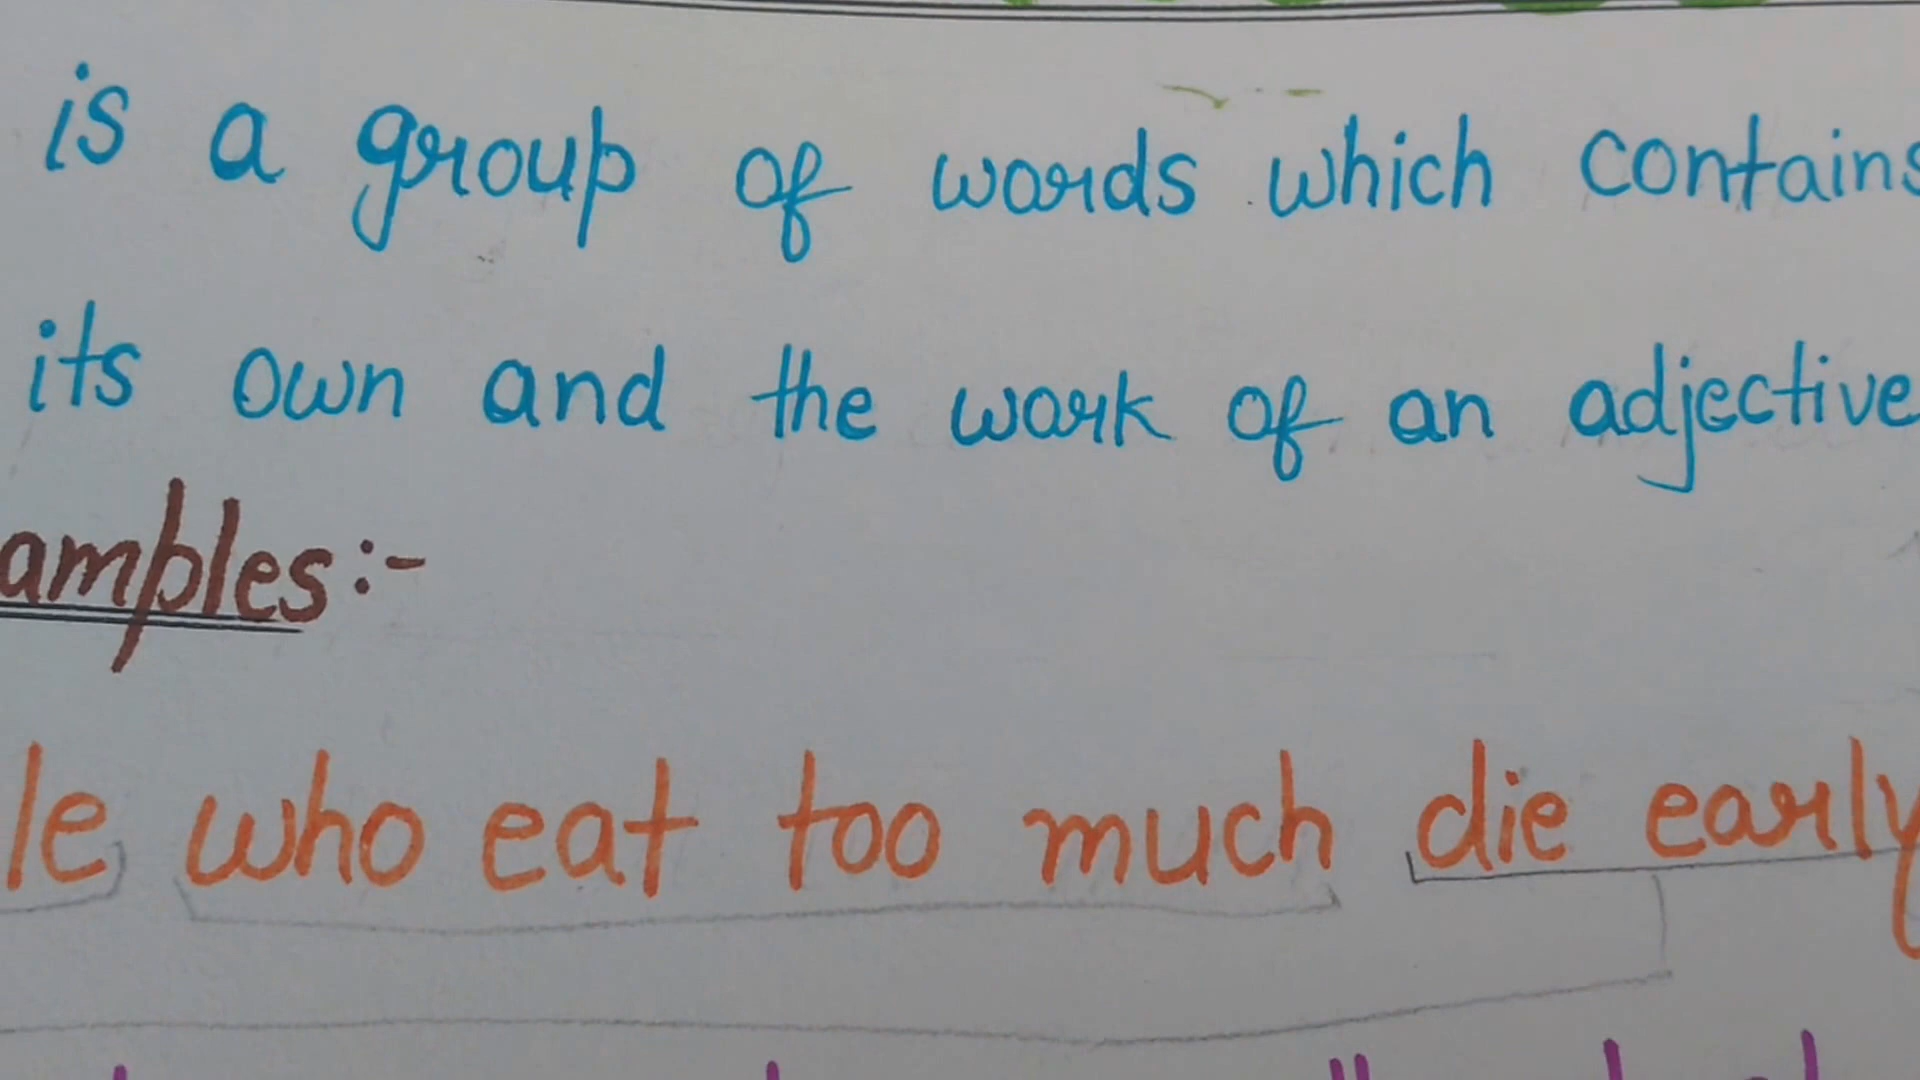 is a group of words which contains
its own and the work of an adjective
amples:-
le who eat too much die early